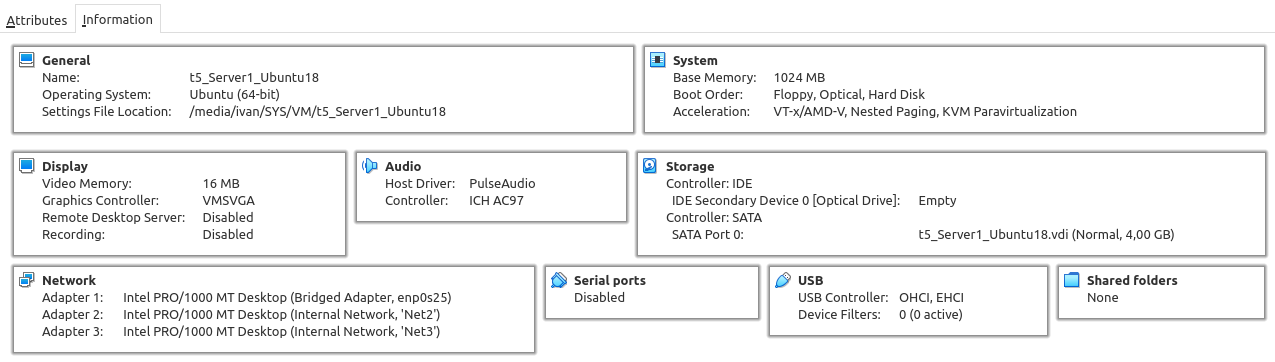 Attributes
Information
General
Name: t5_Server1_Ubuntu18
Operating System: Ubuntu (64-bit)
Settings File Location: /media/ivan/SYS/VM/t5_Server1_Ubuntu18
System
Base Memory: 1024 MB
Boot Order: Floppy, Optical, Hard Disk
Acceleration: VT-x/AMD-V, Nested Paging, KVM Paravirtualization
Display
Video Memory: 16 MB
Graphics Controller: VMSVGA
Remote Desktop Server: Disabled
Recording: Disabled
Audio
Host Driver: PulseAudio
Controller: ICH AC97
Storage
Controller: IDE
IDE Secondary Device 0 [Optical Drive]: Empty
Controller: SATA
SATA Port 0: t5_Server1_Ubuntu18.vdi (Normal, 4,00 GB)
Network
Adapter 1: Intel PRO/1000 MT Desktop (Bridged Adapter, enp0s25)
Adapter 2: Intel PRO/1000 MT Desktop (Internal Network, 'Net2')
Adapter 3: Intel PRO/1000 MT Desktop (Internal Network, 'Net3')
Serial ports
Disabled
USB
USB Controller: OHCI, EHCI
Device Filters: 0 (0 active)
Shared folders
None